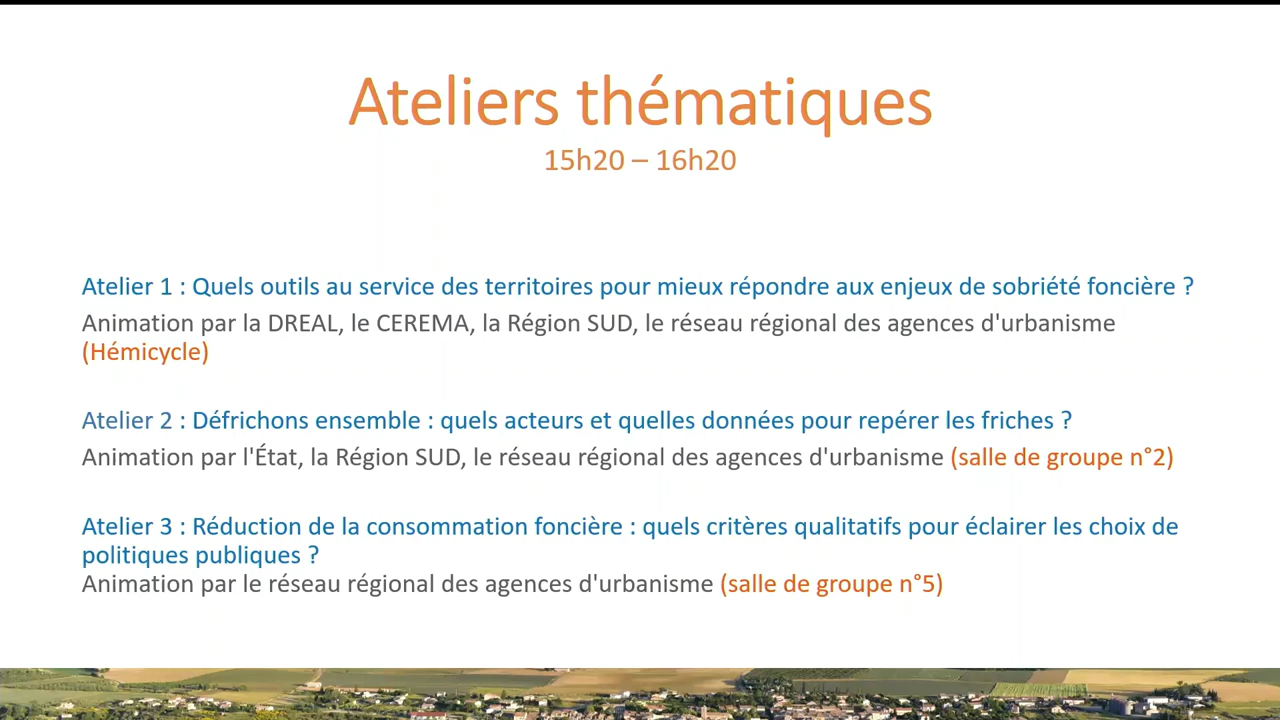 Ateliers thématiques
15h20 – 16h20
Atelier 1 : Quels outils au service des territoires pour mieux répondre aux enjeux de sobriété foncière ?
Animation par la DREAL, le CEREMA, la Région SUD, le réseau régional des agences d'urbanisme
(Hémicycle)
Atelier 2 : Défrichons ensemble : quels acteurs et quelles données pour repérer les friches ?
Animation par l'État, la Région SUD, le réseau régional des agences d'urbanisme (salle de groupe n°2)
Atelier 3 : Réduction de la consommation foncière : quels critères qualitatifs pour éclairer les choix de
politiques publiques ?
Animation par le réseau régional des agences d'urbanisme (salle de groupe n°5)